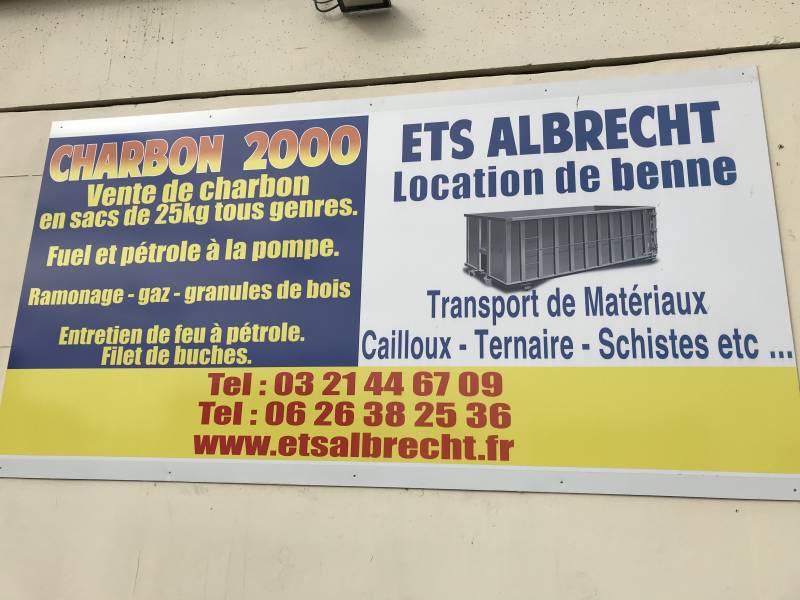 CHARBON 2000
Vente de charbon
en sacs de 25kg tous genres.
Fuel et pétrole à la pompe.
Ramonage - gaz - granules de bois
Entretien de feu à pétrole.
Filet de buches.
ETS ALBRECHT
Location de benne
Transport de Matériaux
Cailloux - Ternaire - Schistes etc ...
Tel : 03 21 44 67 09
Tel : 06 26 38 25 36
www.etsalbrecht.fr